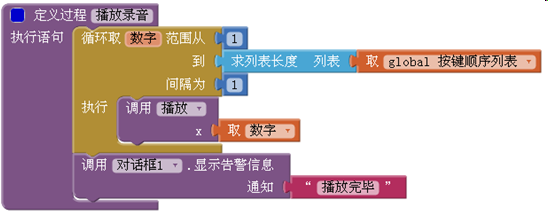 定义过程 播放录音
执行语句 循环取 数字 范围从 1
到 求列表长度 列表 取 global 按键顺序列表
间隔为 1
执行 调用 播放
x 取 数字
调用 对话框1 .显示告警信息
通知 “ 播放完毕 ”